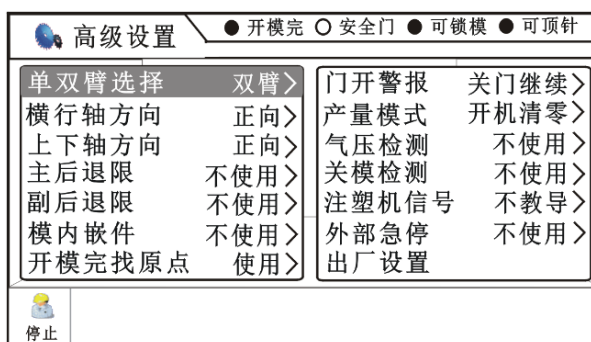 高级设置
● 开模完 ○ 安全门 ● 可锁模 ● 可顶针
单双臂选择 双臂>
横行轴方向 正向>
上下轴方向 正向>
主后退限 不使用>
副后退限 不使用>
模内嵌件 不使用>
开模完找原点 使用>
门开警报 关门继续>
产量模式 开机清零>
气压检测 不使用>
关模检测 不使用>
注塑机信号 不教导>
外部急停 不使用>
出厂设置
停止